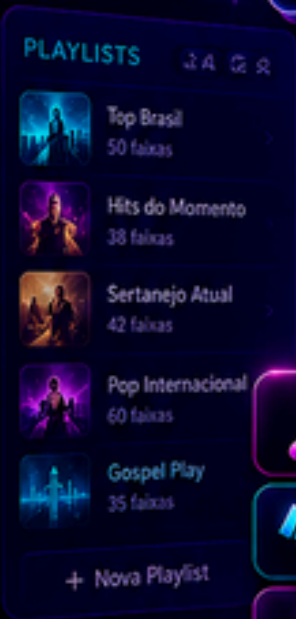 PLAYLISTS
Top Brasil
50 faixas
Hits do Momento
38 faixas
Sertanejo Atual
42 faixas
Pop Internacional
60 faixas
Gospel Play
35 faixas
+ Nova Playlist